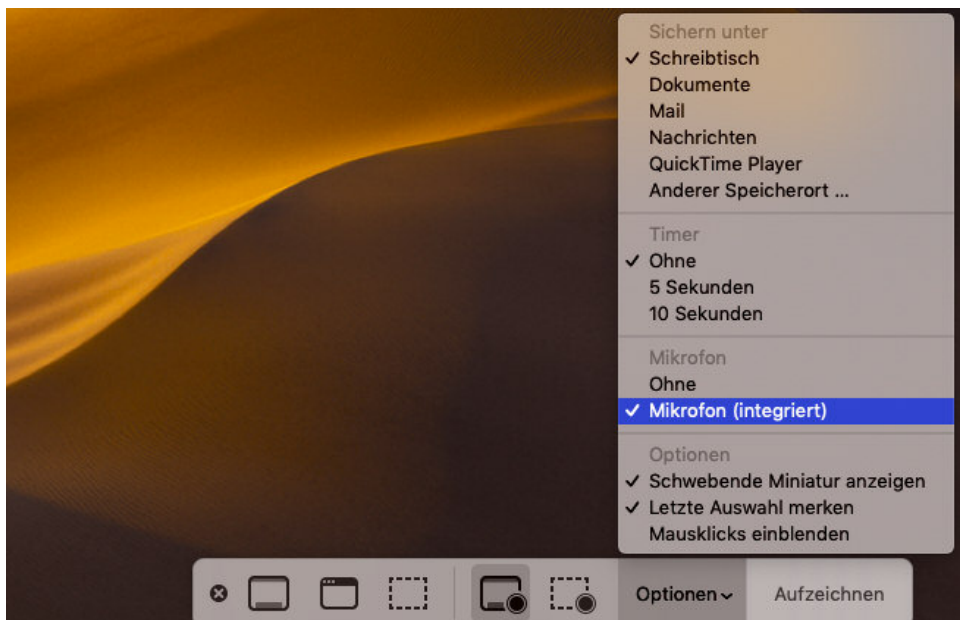 Sichern unter
✓ Schreibtisch
Dokumente
Mail
Nachrichten
QuickTime Player
Anderer Speicherort ...
Timer
✓ Ohne
5 Sekunden
10 Sekunden
Mikrofon
Ohne
✓ Mikrofon (integriert)
Optionen
✓ Schwebende Miniatur anzeigen
✓ Letzte Auswahl merken
Mausklicks einblenden
Optionen
Aufzeichnen